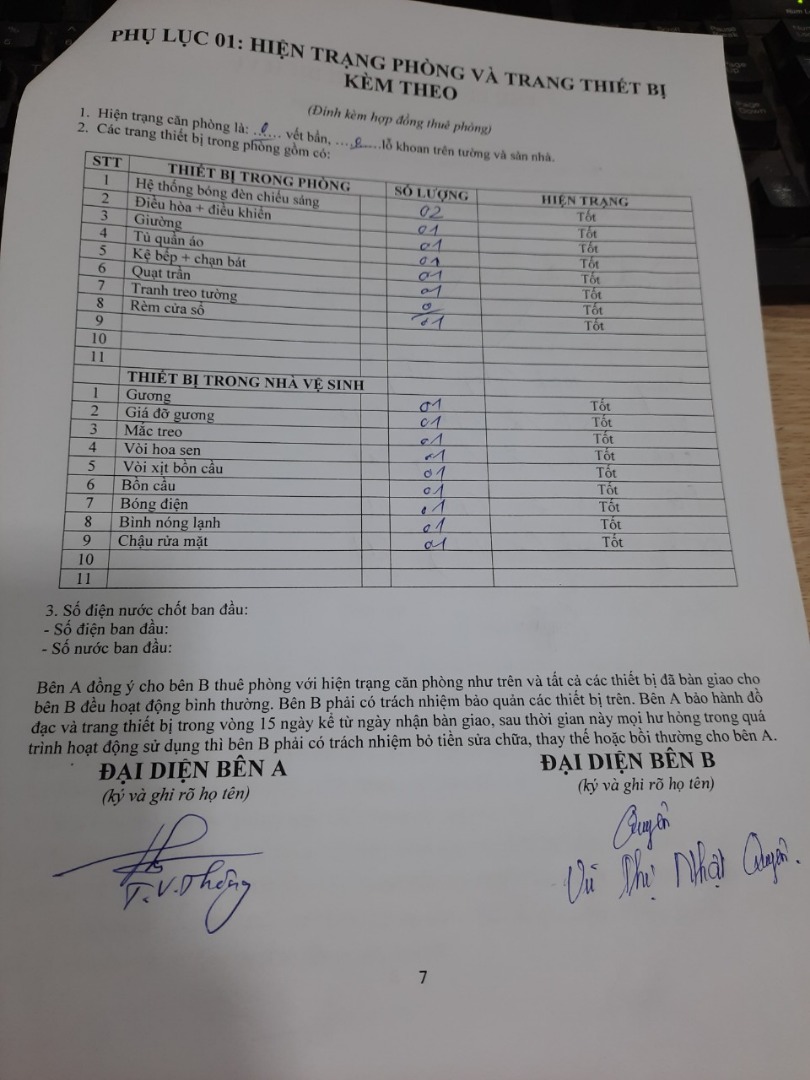 PHỤ LỤC 01: HIỆN TRẠNG PHÒNG VÀ TRANG THIẾT BỊ
KÈM THEO
(Đính kèm hợp đồng thuê phòng)
1. Hiện trạng căn phòng là: ..0.... vết bẩn, ...0.....lỗ khoan trên tường và sàn nhà.
2. Các trang thiết bị trong phòng gồm có:
STT THIẾT BỊ TRONG PHÒNG SỐ LƯỢNG HIỆN TRẠNG
1 Hệ thống bóng đèn chiếu sáng 02 Tốt
2 Điều hòa + điều khiển 01 Tốt
3 Giường 01 Tốt
4 Tủ quần áo 01 Tốt
5 Kệ bếp + chạn bát 01 Tốt
6 Quạt trần 01 Tốt
7 Tranh treo tường 0 Tốt
8 Rèm cửa sổ 01 Tốt
9
10
11
THIẾT BỊ TRONG NHÀ VỆ SINH
1 Gương 01 Tốt
2 Giá đỡ gương 01 Tốt
3 Mắc treo 01 Tốt
4 Vòi hoa sen 01 Tốt
5 Vòi xịt bồn cầu 01 Tốt
6 Bồn cầu 01 Tốt
7 Bóng điện 01 Tốt
8 Bình nóng lạnh 01 Tốt
9 Chậu rửa mặt 01 Tốt
10
11
3. Số điện nước chốt ban đầu:
- Số điện ban đầu:
- Số nước ban đầu:
Bên A đồng ý cho bên B thuê phòng với hiện trạng căn phòng như trên và tất cả các thiết bị đã bàn giao cho
bên B đều hoạt động bình thường. Bên B phải có trách nhiệm bảo quản các thiết bị trên. Bên A bảo hành đồ
đạc và trang thiết bị trong vòng 15 ngày kể từ ngày nhận bàn giao, sau thời gian này mọi hư hỏng trong quá
trình hoạt động sử dụng thì bên B phải có trách nhiệm bỏ tiền sửa chữa, thay thế hoặc bồi thường cho bên A.
ĐẠI DIỆN BÊN A ĐẠI DIỆN BÊN B
(ký và ghi rõ họ tên) (ký và ghi rõ họ tên)
Quyên
T.V.Thông Vũ Thị Nhật Quyên.
7